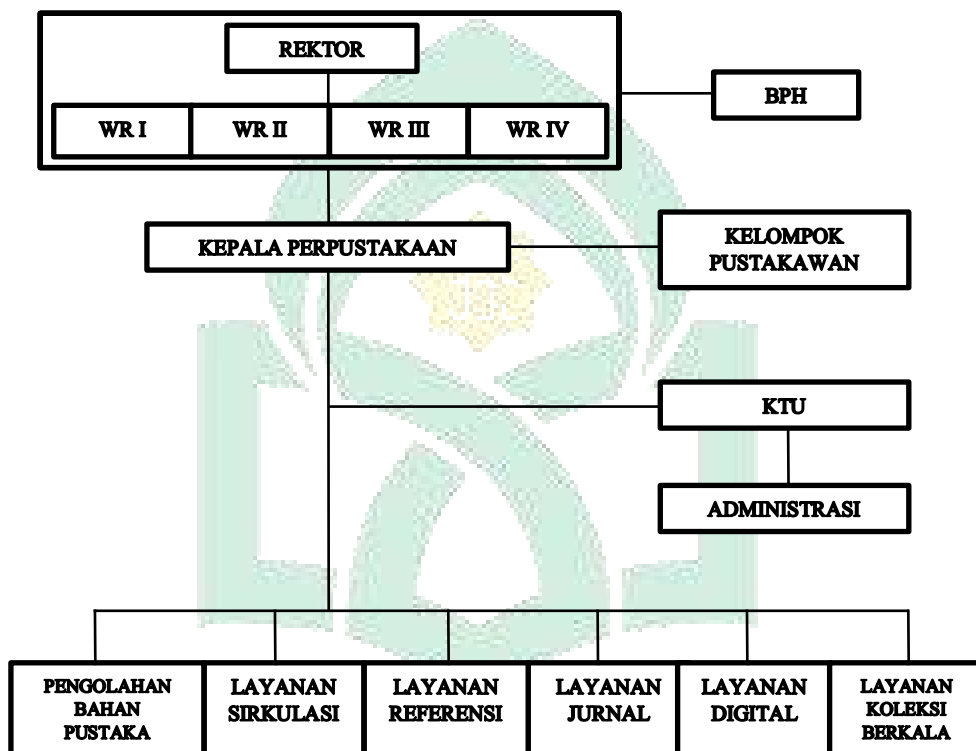 REKTOR
BPH
WR I
WR II
WR III
WR IV
KEPALA PERPUSTAKAAN
KELOMPOK
PUSTAKAWAN
KTU
ADMINISTRASI
PENGOLAHAN
BAHAN
PUSTAKA
LAYANAN
SIRKULASI
LAYANAN
REFERENSI
LAYANAN
JURNAL
LAYANAN
DIGITAL
LAYANAN
KOLEKSI
BERKALA